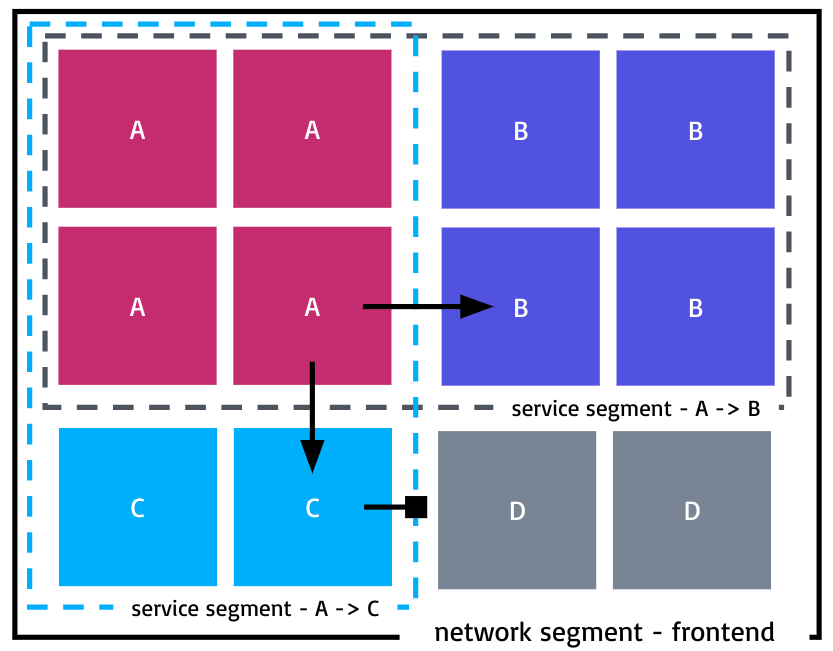 A A B B
A A B B
service segment - A -> B
C C D D
service segment - A -> C
network segment - frontend